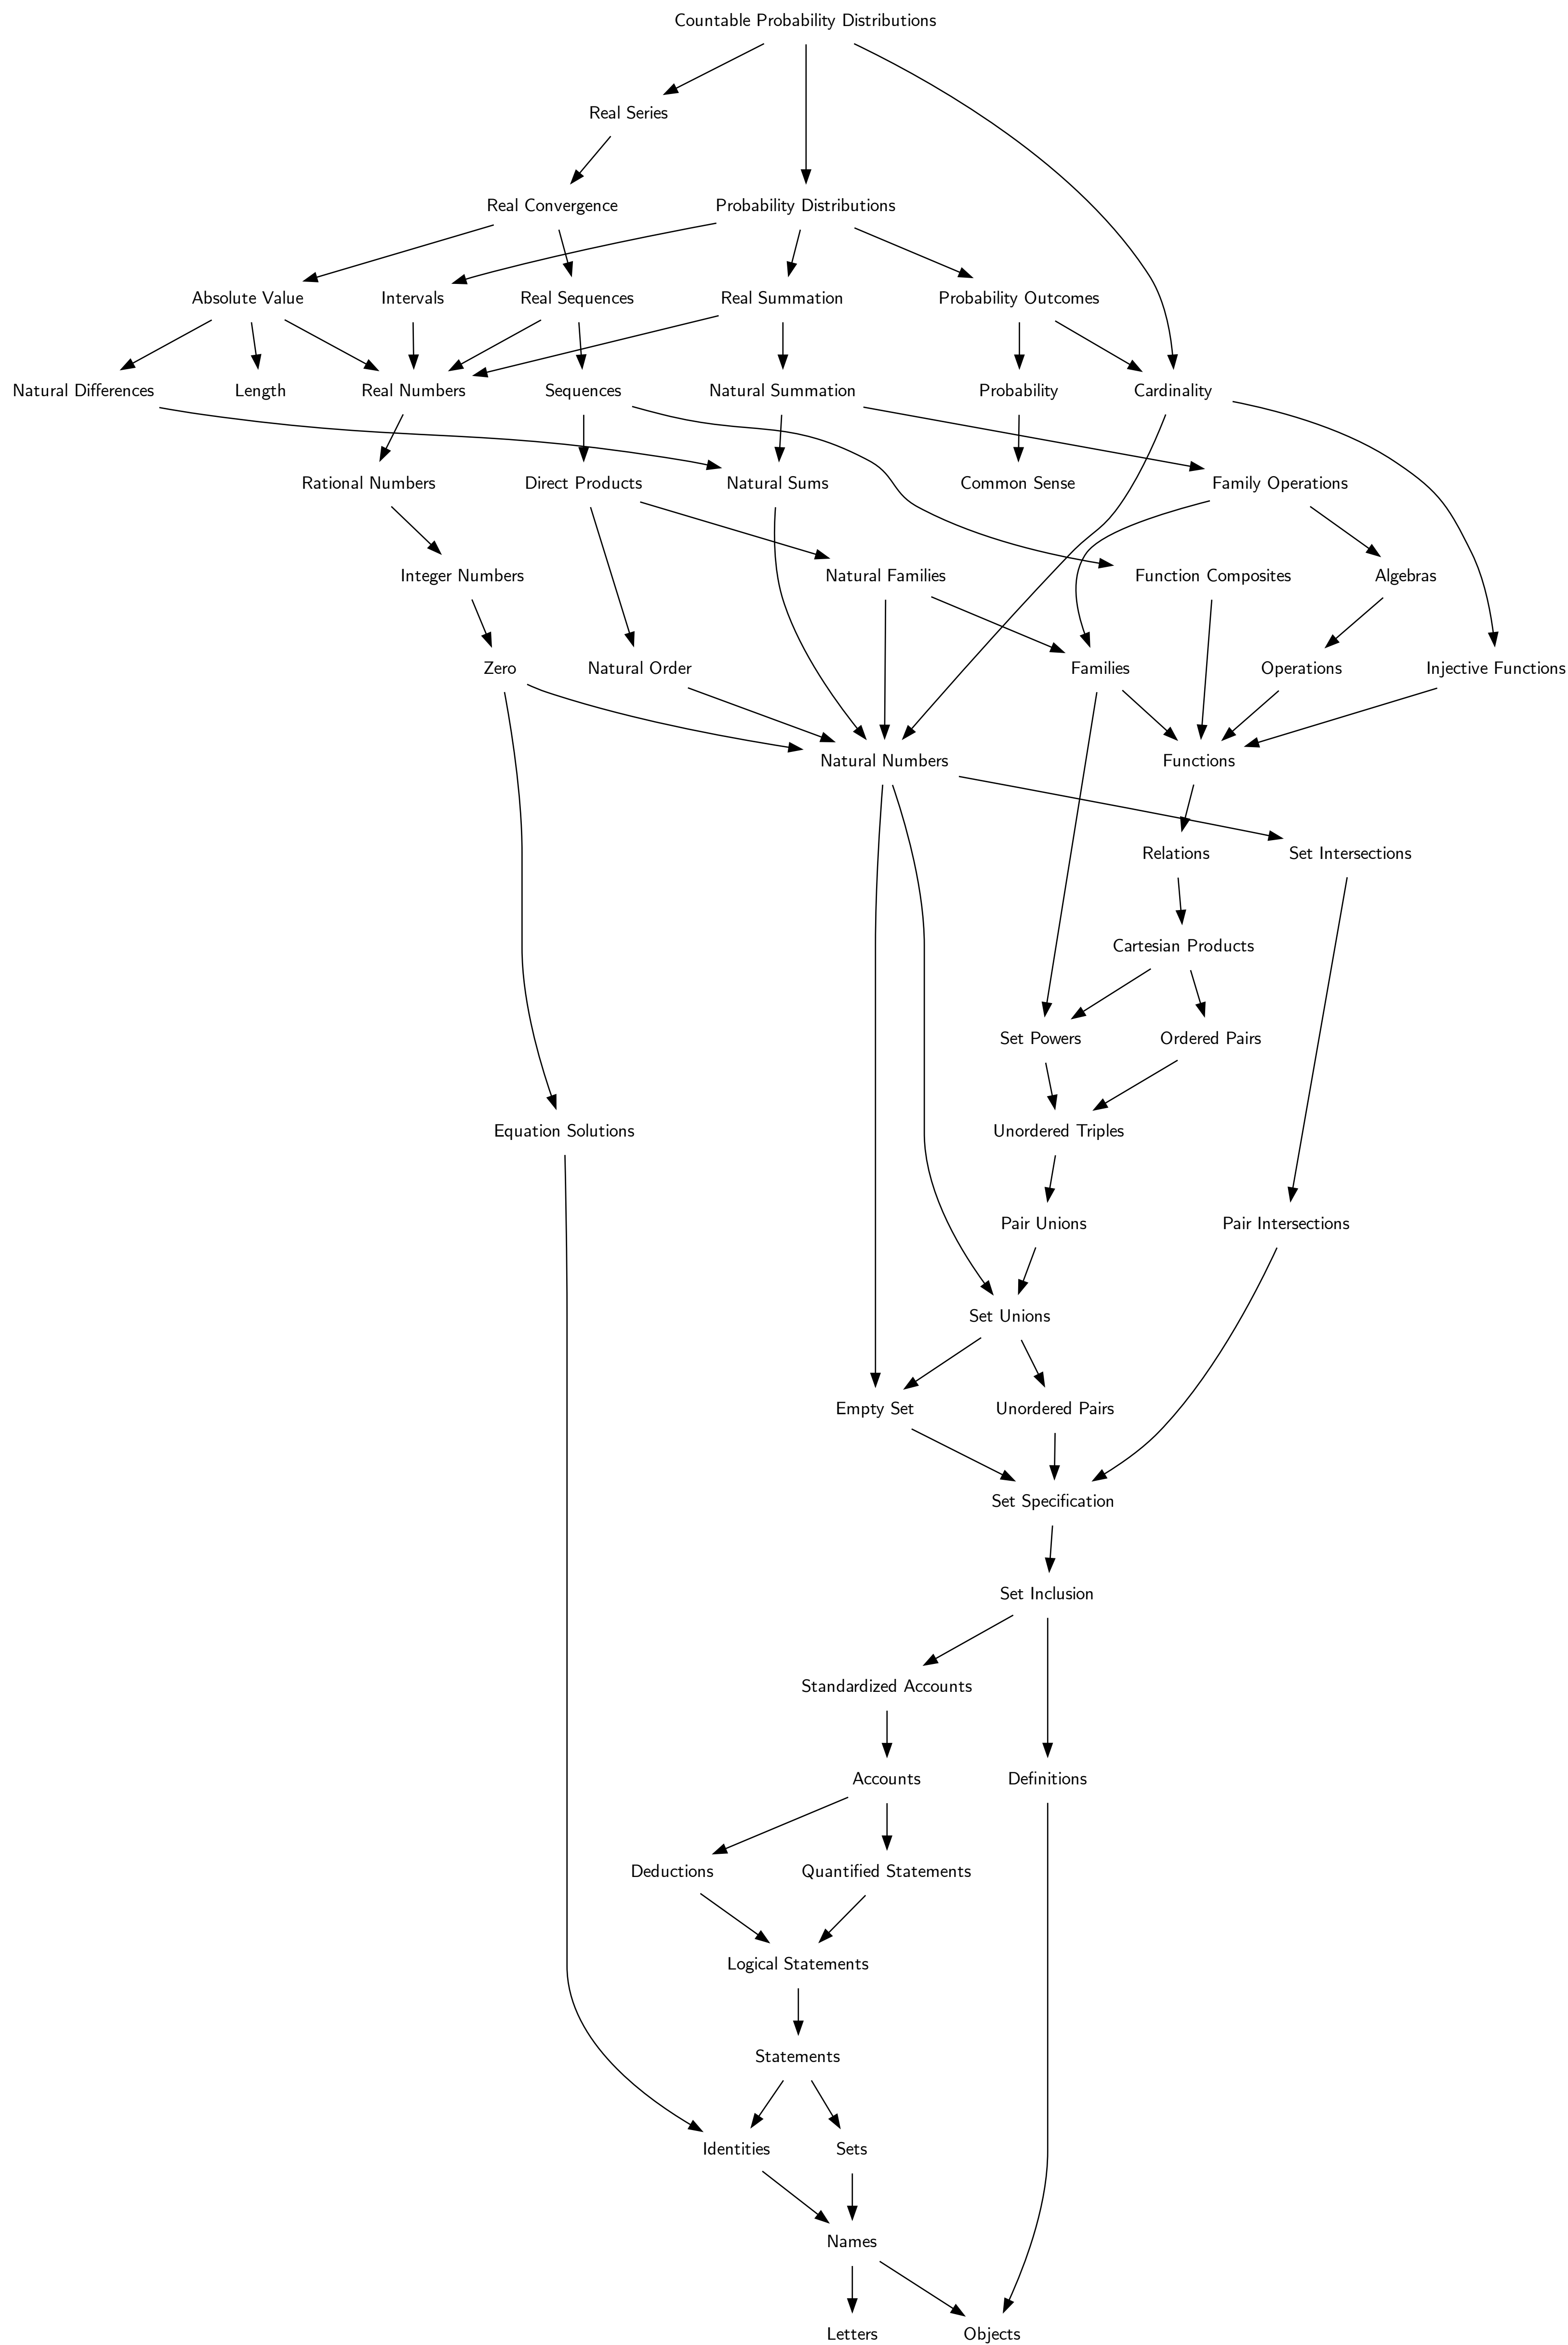 Countable Probability Distributions
Real Series
Real Convergence
Probability Distributions
Absolute Value
Intervals
Real Sequences
Real Summation
Probability Outcomes
Natural Differences
Length
Real Numbers
Sequences
Natural Summation
Probability
Cardinality
Rational Numbers
Direct Products
Natural Sums
Common Sense
Family Operations
Integer Numbers
Natural Families
Function Composites
Algebras
Zero
Natural Order
Families
Operations
Injective Functions
Natural Numbers
Functions
Relations
Set Intersections
Cartesian Products
Set Powers
Ordered Pairs
Equation Solutions
Unordered Triples
Pair Unions
Pair Intersections
Set Unions
Empty Set
Unordered Pairs
Set Specification
Set Inclusion
Standardized Accounts
Accounts
Definitions
Deductions
Quantified Statements
Logical Statements
Statements
Identities
Sets
Names
Letters
Objects